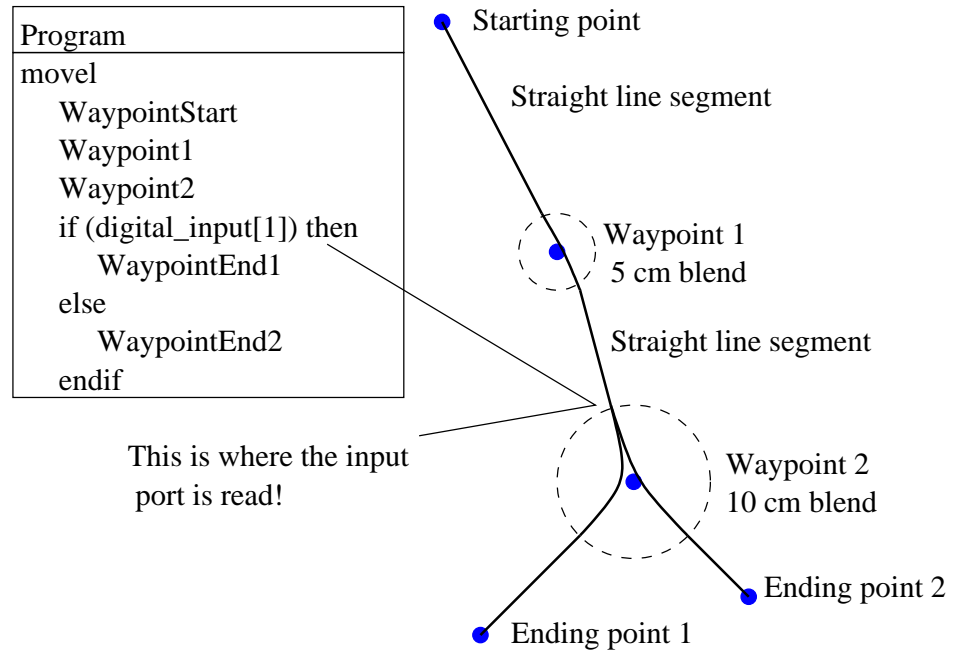 Program
movel
WaypointStart
Waypoint1
Waypoint2
if (digital_input[1]) then
WaypointEnd1
else
WaypointEnd2
endif
This is where the input
port is read!
Starting point
Straight line segment
Waypoint 1
5 cm blend
Straight line segment
Waypoint 2
10 cm blend
Ending point 2
Ending point 1